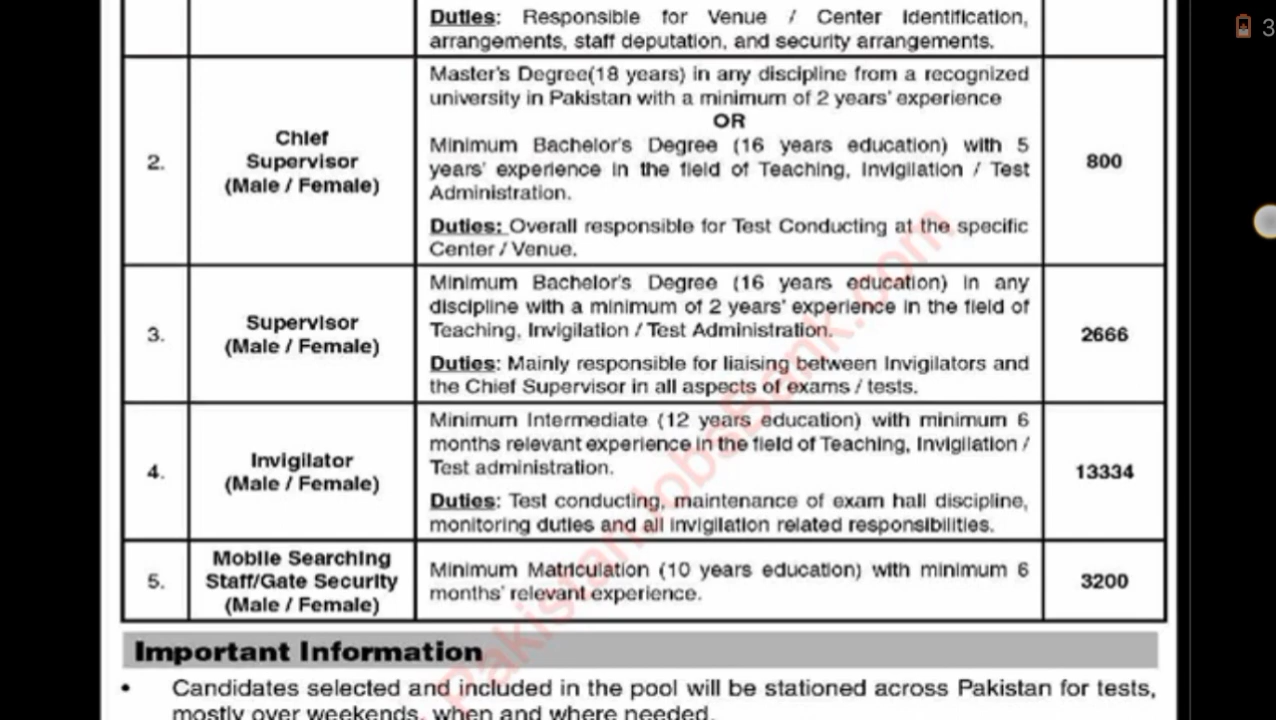 3
Duties: Responsible for Venue / Center Identification,
arrangements, staff deputation, and security arrangements.
2.
Chief
Supervisor
(Male / Female)
Master's Degree(18 years) in any discipline from a recognized
university in Pakistan with a minimum of 2 years' experience
OR
Minimum Bachelor's Degree (16 years education) with 5
years' experience in the field of Teaching, Invigilation / Test
Administration.
Duties: Overall responsible for Test Conducting at the specific
Center / Venue.
800
3.
Supervisor
(Male / Female)
Minimum Bachelor's Degree (16 years education) in any
discipline with a minimum of 2 years' experience in the field of
Teaching, Invigilation / Test Administration.
Duties: Mainly responsible for liaising between Invigilators and
the Chief Supervisor in all aspects of exams / tests.
2666
4.
Invigilator
(Male / Female)
Minimum Intermediate (12 years education) with minimum 6
months relevant experience in the field of Teaching, Invigilation /
Test administration.
Duties: Test conducting, maintenance of exam hall discipline,
monitoring duties and all invigilation related responsibilities.
13334
5.
Mobile Searching
Staff/Gate Security
(Male / Female)
Minimum Matriculation (10 years education) with minimum 6
months' relevant experience.
3200
PakistanJobsBank.com
Important Information
• Candidates selected and included in the pool will be stationed across Pakistan for tests,
mostly over weekends, when and where needed.